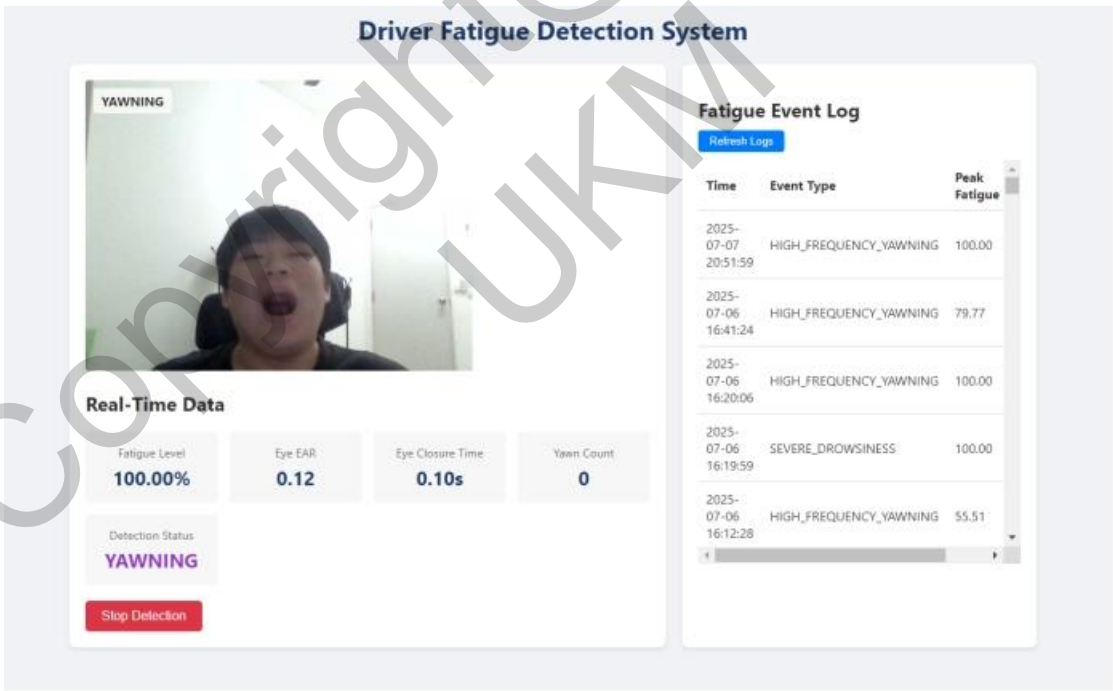 Driver Fatigue Detection System
YAWNING
Real-Time Data
Fatigue Level
100.00%
Eye EAR
0.12
Eye Closure Time
0.10s
Yawn Count
0
Detection Status
YAWNING
Stop Detection
Fatigue Event Log
Refresh Logs
Time Event Type Peak
Fatigue
2025-
07-07 HIGH_FREQUENCY_YAWNING 100.00
20:51:59
2025-
07-06 HIGH_FREQUENCY_YAWNING 79.77
16:41:24
2025-
07-06 HIGH_FREQUENCY_YAWNING 100.00
16:20:06
2025-
07-06 SEVERE_DROWSINESS 100.00
16:19:59
2025-
07-06 HIGH_FREQUENCY_YAWNING 55.51
16:12:28
Copyright@
UKM